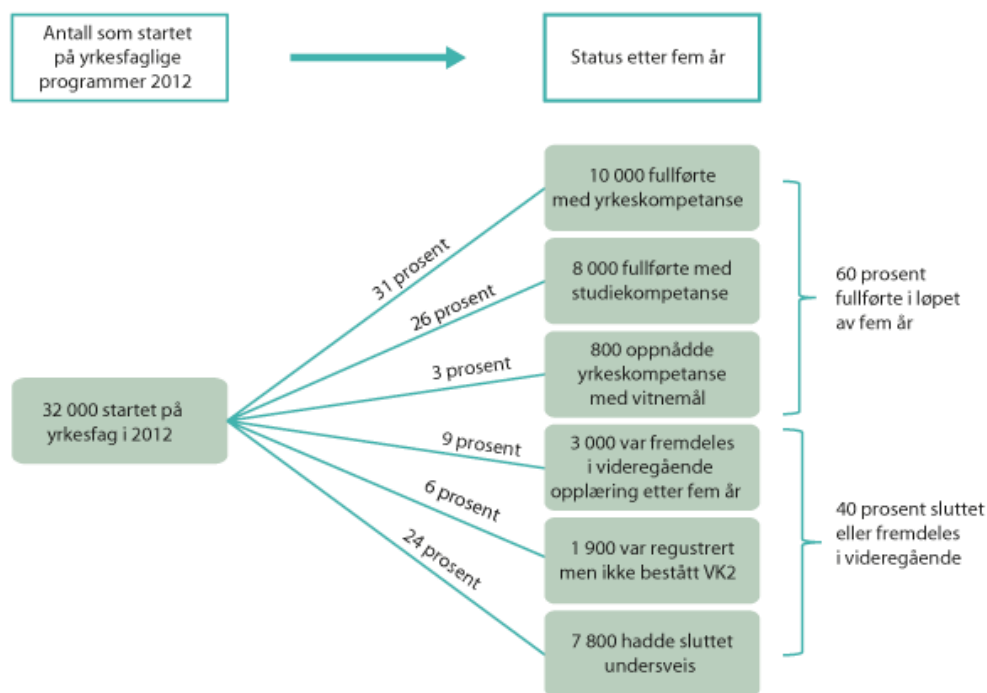 Antall som startet
på yrkesfaglige
programmer 2012
Status etter fem år
32 000 startet på
yrkesfag i 2012
31 prosent
26 prosent
3 prosent
9 prosent
6 prosent
24 prosent
10 000 fullførte
med yrkeskompetanse
8 000 fullførte med
studiekompetanse
800 oppnådde
yrkeskompetanse
med vitnemål
3 000 var fremdeles
i videregående
opplæring etter fem år
1 900 var regustrert
men ikke bestått VK2
7 800 hadde sluttet
undersveis
60 prosent
fullførte i løpet
av fem år
40 prosent sluttet
eller fremdeles
i videregående